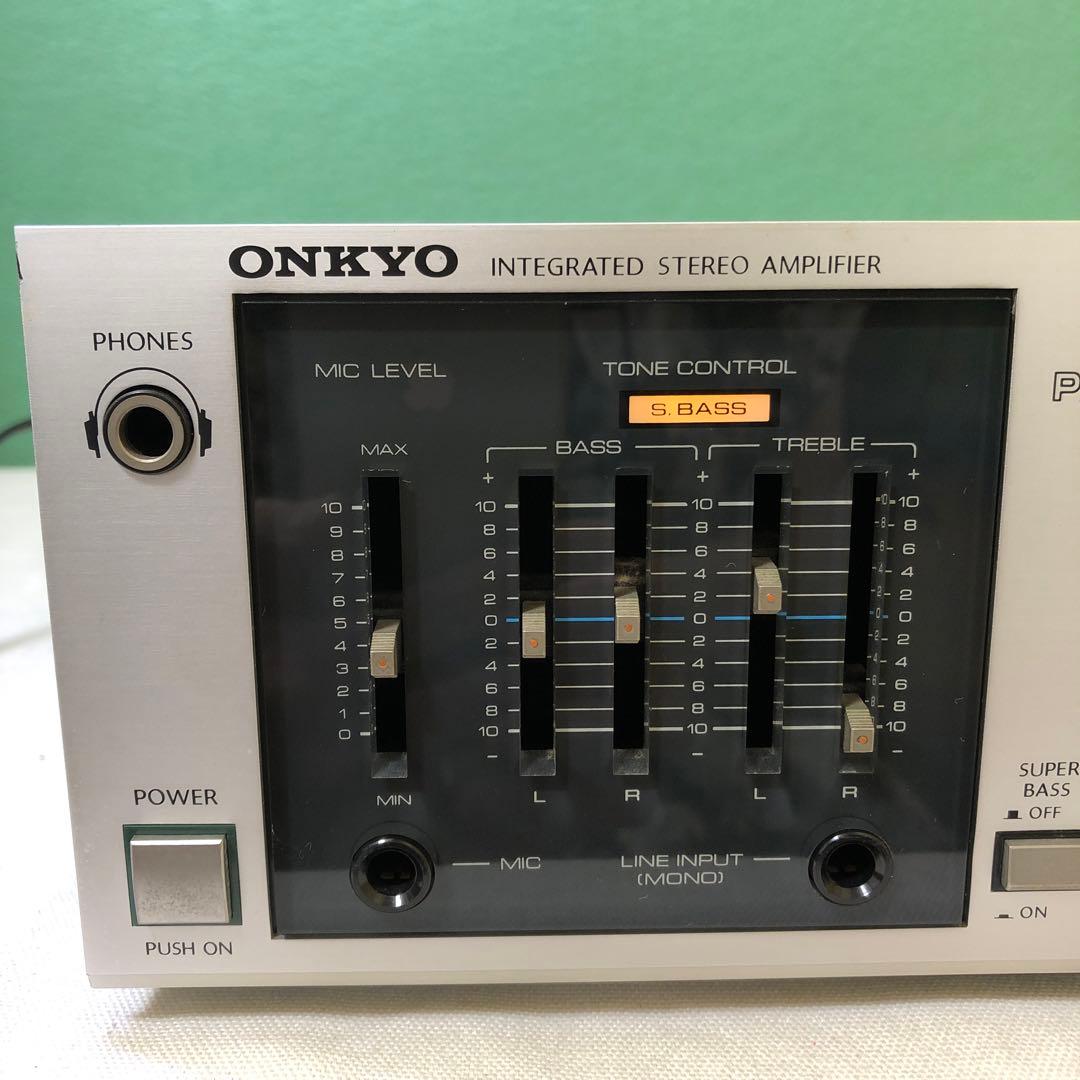 ONKYO INTEGRATED STEREO AMPLIFIER
PHONES
MIC LEVEL
TONE CONTROL
S. BASS
MAX
BASS
TREBLE
+ + +
10
9
8
7
6
5
4
3
2
1
0
10
8
6
4
2
0
2
4
6
8
10
10
8
6
4
2
0
2
4
6
8
10
10
8
6
4
2
0
2
4
6
8
10
- - -
MIN
L R L R
MIC
LINE INPUT
(MONO)
POWER
PUSH ON
SUPER
BASS
OFF
ON